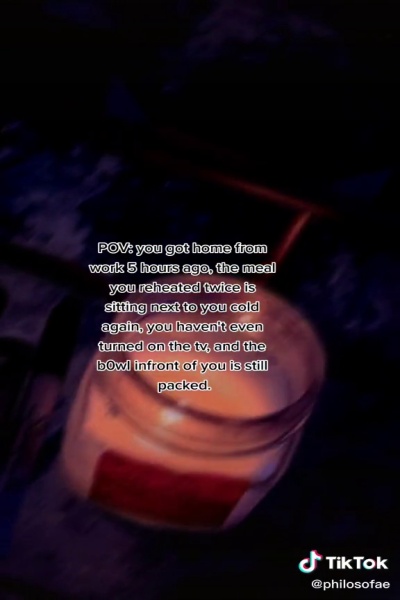 POV: you got home from
work 5 hours ago, the meal
you reheated twice is
sitting next to you cold
again, you haven't even
turned on the tv, and the
b0wl infront of you is still
packed.
TikTok
@philosofae